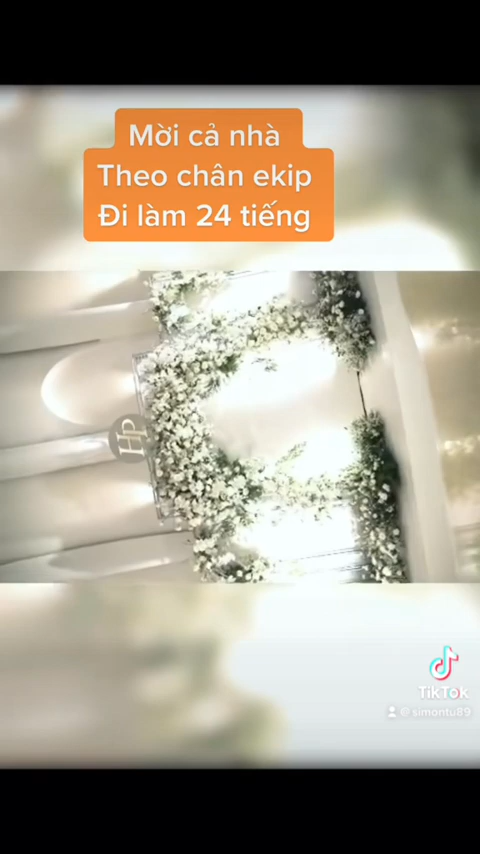 Mời cả nhà
Theo chân ekip
Đi làm 24 tiếng
HP
TikTok
@simontu89